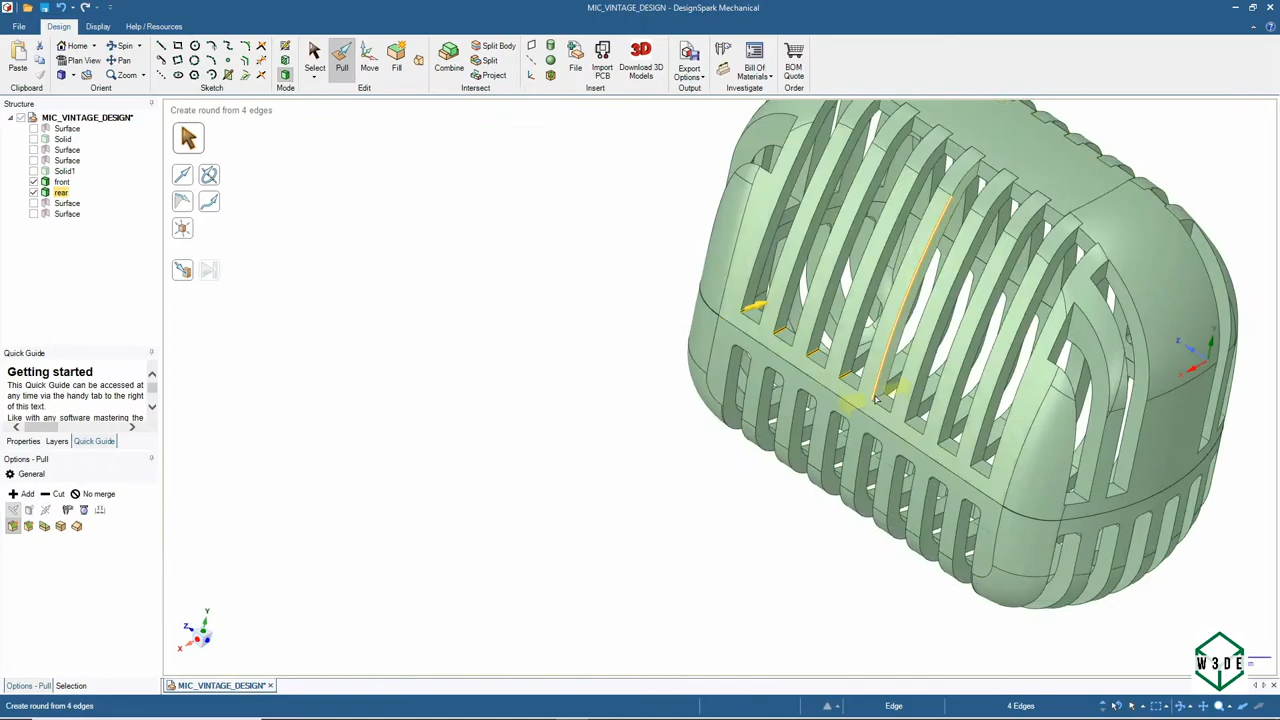 MIC_VINTAGE_DESIGN* - DesignSpark Mechanical
File Design Display Help / Resources
Home Spin
Plan View Pan
Zoom
Paste Select Pull Move Fill Combine Split Body
Split
Project
File Import PCB Download 3D Models Export Options Bill Of Materials BOM Quote
Clipboard Orient Sketch Mode Edit Intersect Insert Output Investigate Order
Structure
MIC_VINTAGE_DESIGN*
Surface
Solid
Surface
Surface
Solid1
front
rear
Surface
Surface
Create round from 4 edges
Quick Guide
Getting started
This Quick Guide can be accessed at
any time via the handy tab to the right
of this text.
Like with any software mastering the
Properties Layers Quick Guide
Options - Pull
General
Add Cut No merge
Y
Z
X
Y
Z
X
W3DE
m
Options - Pull Selection
MIC_VINTAGE_DESIGN*
Create round from 4 edges Edge 4 Edges